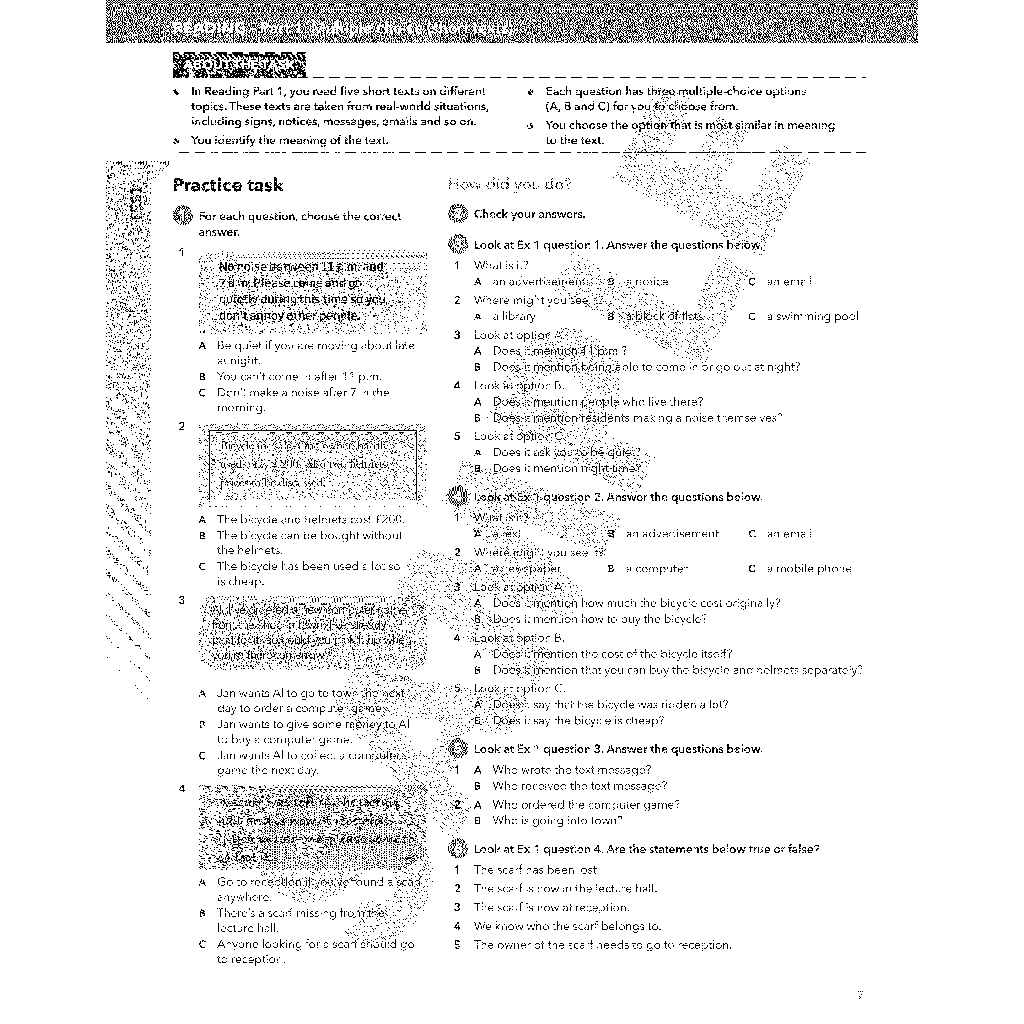 READING Part 1 Multiple choice (short texts)
ABOUT THE TASK
In Reading Part 1, you read five short texts on different
topics. These texts are taken from real-world situations,
including signs, notices, messages, emails and so on.
You identify the meaning of the text.
Each question has three multiple-choice options
(A, B and C) for you to choose from.
You choose the option that is most similar in meaning
to the text.
TEST 1
Practice task
For each question, choose the correct
answer.
1
No noise between 11 p.m. and
7 a.m. Please come and go
quietly during this time so you
don't annoy other people.
A Be quiet if you are moving about late
at night.
B You can't come in after 11 p.m.
C Don't make a noise after 7 in the
morning.
2
A The bicycle and helmets cost £200.
B The bicycle can be bought without
the helmets.
C The bicycle has been used a lot so
is cheap.
3
A Jan wants Al to go to town the next
day to order a computer game.
B Jan wants to give some money to Al
to buy a computer game.
C Jan wants Al to collect a computer
game the next day.
4
A Go to reception if you've found a scarf
anywhere.
B There's a scarf missing from the
lecture hall.
C Anyone looking for a scarf should go
to reception.
How did you do?
2 Check your answers.
3 Look at Ex 1 question 1. Answer the questions below.
1 What is it?
A an advertisement B a notice C an email
2 Where might you see it?
A a library B a block of flats C a swimming pool
3 Look at option A.
A Does it mention 11 p.m.?
B Does it mention being able to come in or go out at night?
4 Look at option B.
A Does it mention people who live there?
B Does it mention residents making a noise themselves?
5 Look at option C.
A Does it ask you to be quiet?
B Does it mention night-time?
4 Look at Ex 1 question 2. Answer the questions below.
1 What is it?
A a text B an advertisement C an email
2 Where might you see it?
A a newspaper B a computer C a mobile phone
3 Look at option A.
A Does it mention how much the bicycle cost originally?
B Does it mention how to buy the bicycle?
4 Look at option B.
A Does it mention the cost of the bicycle itself?
B Does it mention that you can buy the bicycle and helmets separately?
5 Look at option C.
A Does it say that the bicycle was ridden a lot?
B Does it say the bicycle is cheap?
5 Look at Ex 1 question 3. Answer the questions below.
1 A Who wrote the text message?
B Who received the text message?
2 A Who ordered the computer game?
B Who is going into town?
6 Look at Ex 1 question 4. Are the statements below true or false?
1 The scarf has been lost.
2 The scarf is now in the lecture hall.
3 The scarf is now at reception.
4 We know who the scarf belongs to.
5 The owner of the scarf needs to go to reception.
7